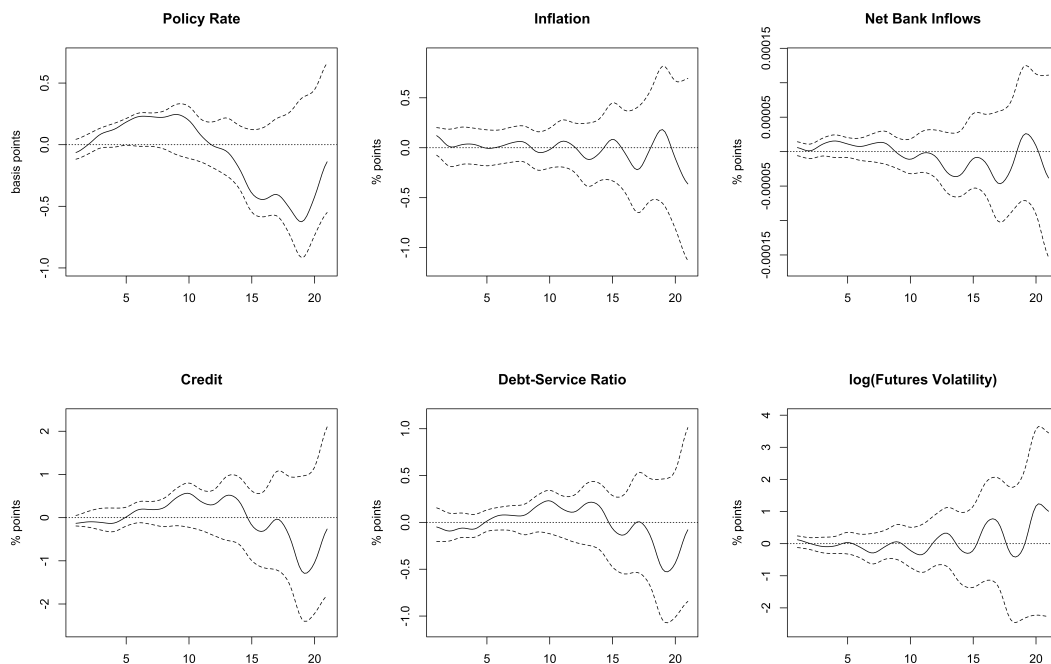 Policy Rate
basis points
0.5
0.0
-0.5
-1.0
5 10 15 20
Inflation
% points
0.5
0.0
-1.0
5 10 15 20
Net Bank Inflows
% points
0.00015
0.00005
-0.00005
-0.00015
5 10 15 20
Credit
% points
2
1
0
-1
-2
5 10 15 20
Debt-Service Ratio
% points
1.0
0.5
0.0
-0.5
-1.0
5 10 15 20
log(Futures Volatility)
% points
4
3
2
1
0
-1
-2
5 10 15 20